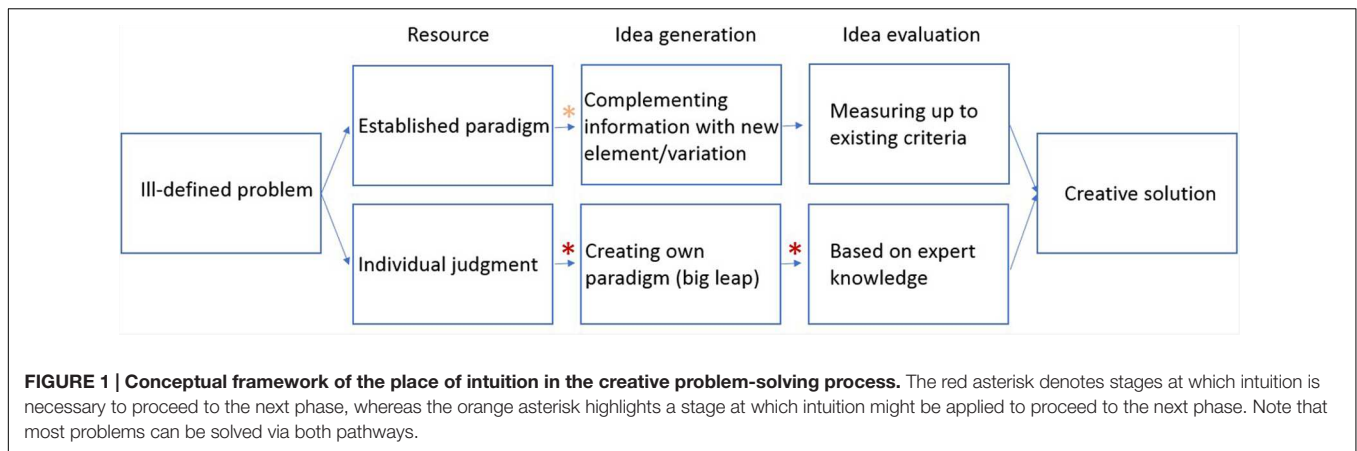 Resource
Idea generation
Idea evaluation
Ill-defined problem
Established paradigm
*
Complementing
information with new
element/variation
Measuring up to
existing criteria
Individual judgment
*
Creating own
paradigm (big leap)
*
Based on expert
knowledge
Creative solution
FIGURE 1 | Conceptual framework of the place of intuition in the creative problem-solving process. The red asterisk denotes stages at which intuition is
necessary to proceed to the next phase, whereas the orange asterisk highlights a stage at which intuition might be applied to proceed to the next phase. Note that
most problems can be solved via both pathways.